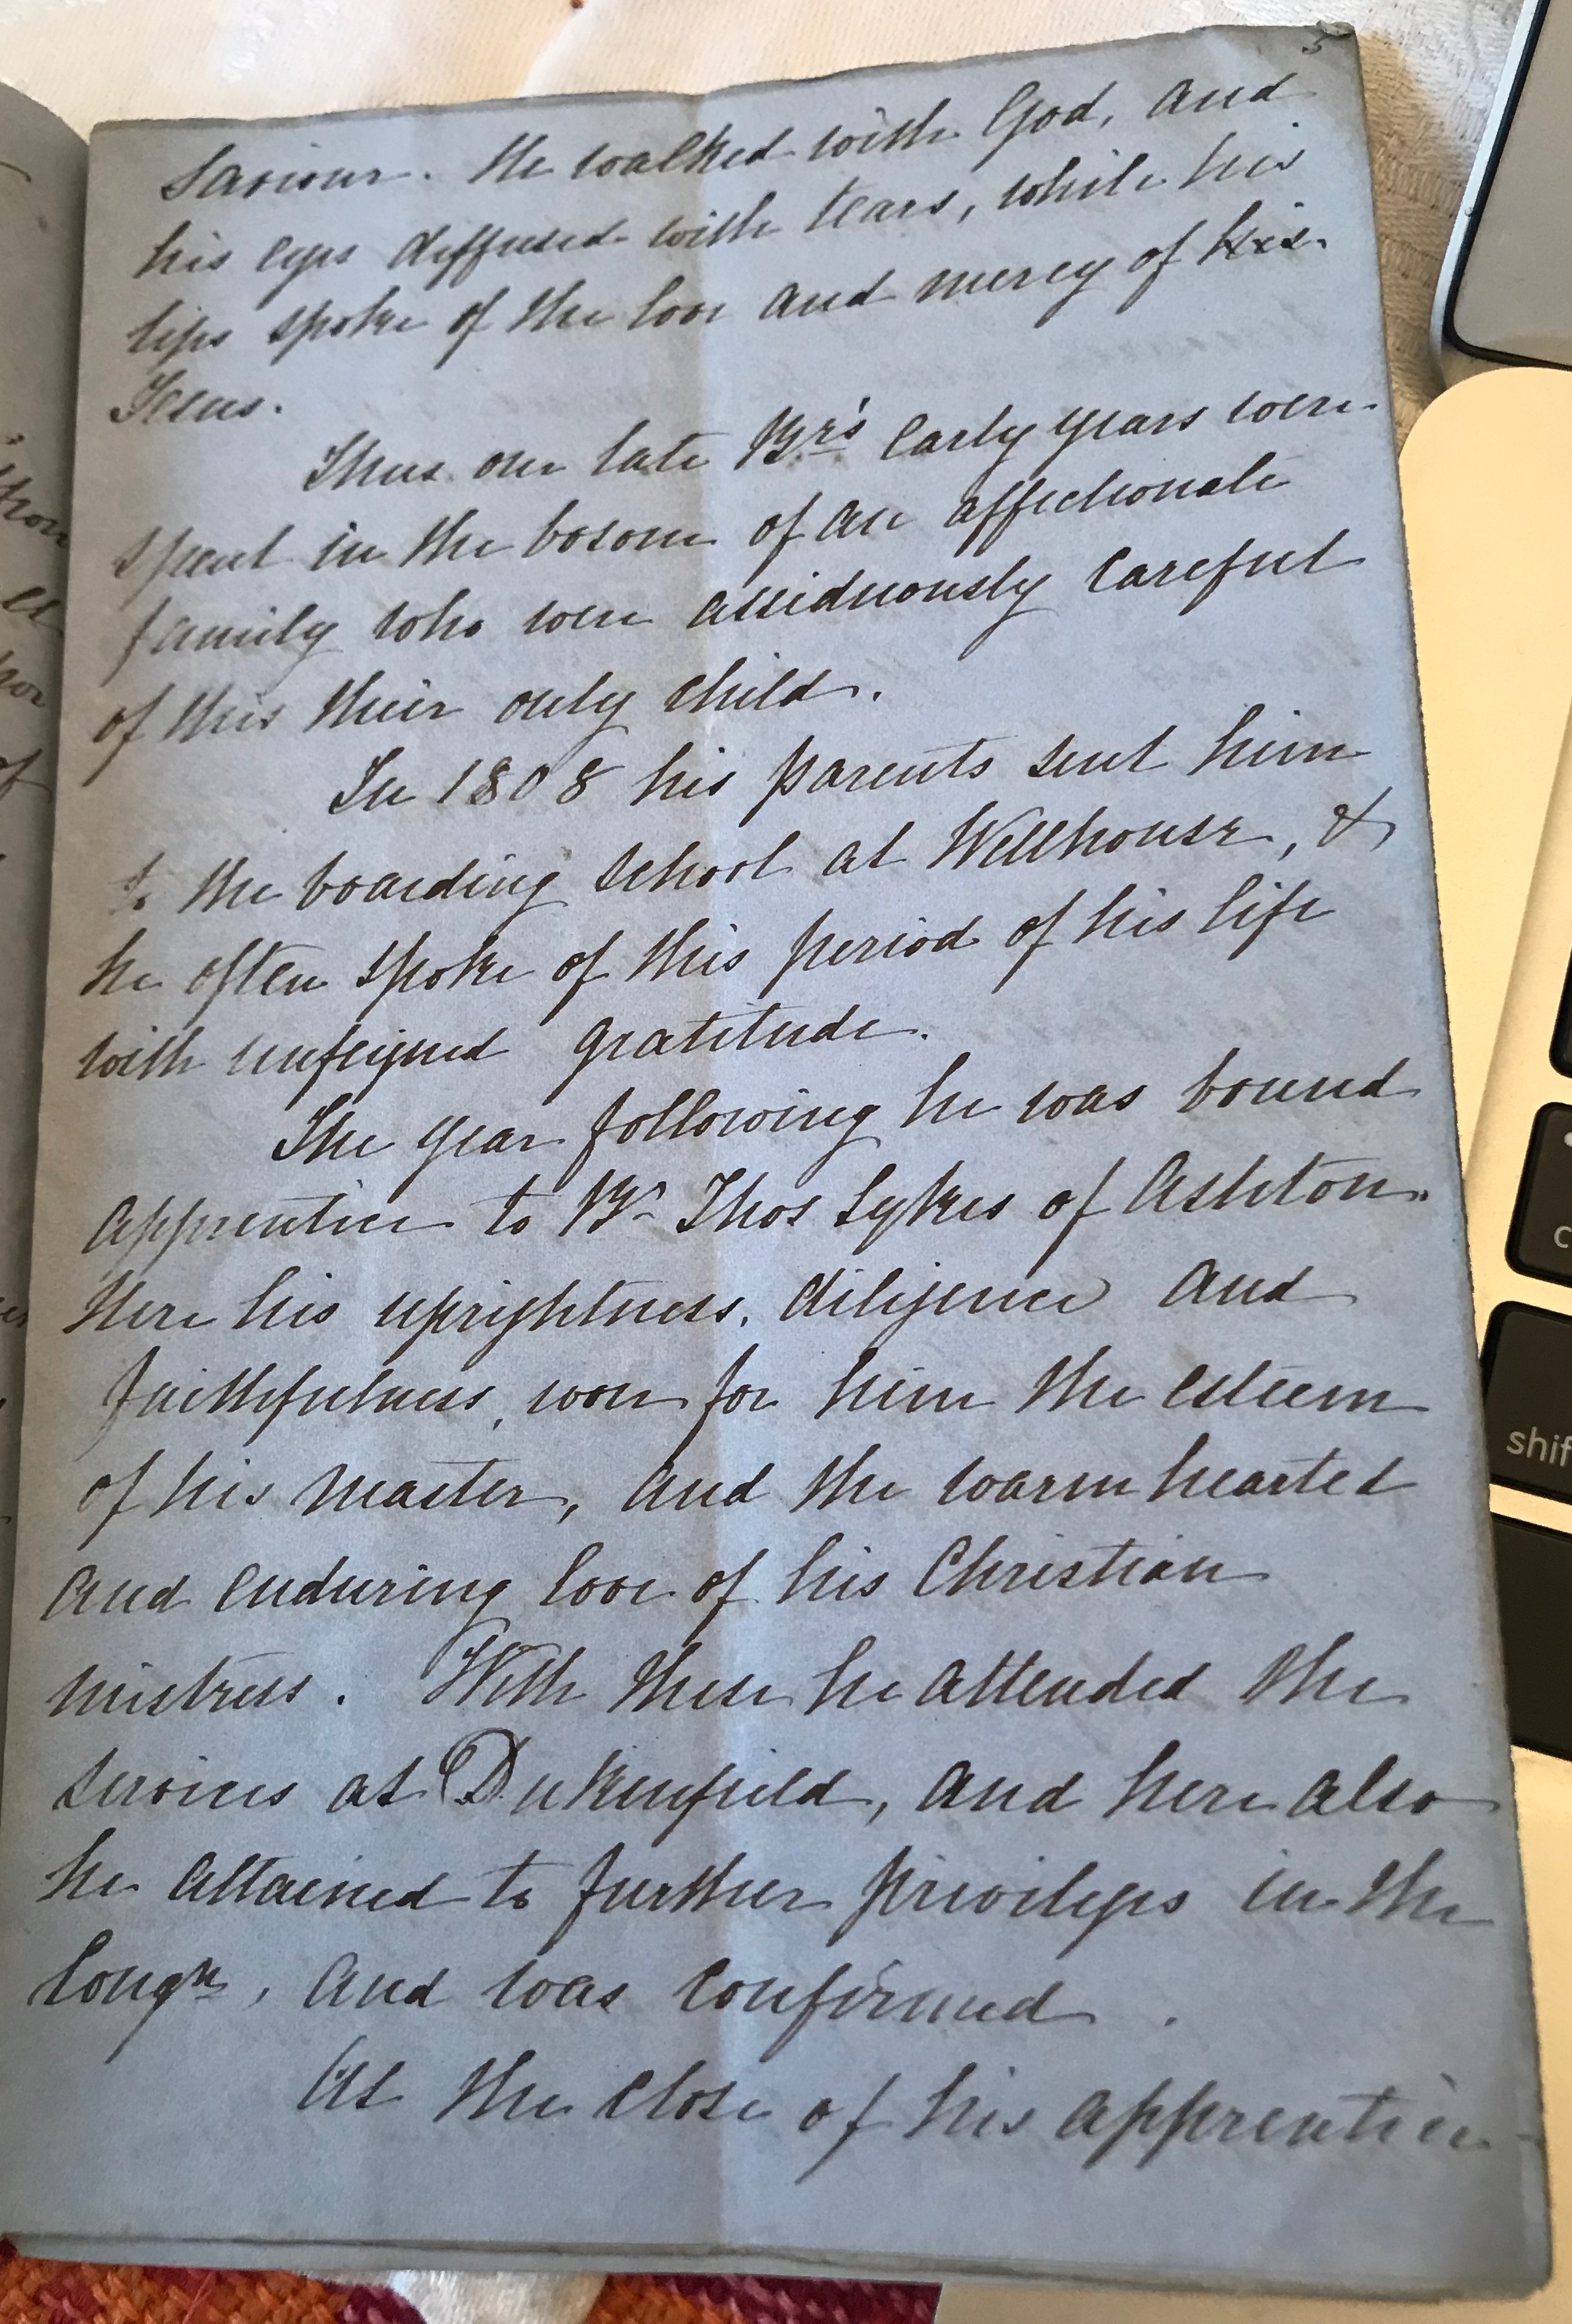 5
Saviour. He walked with God, and
his eyes diffused with tears, while his
lips spoke of the love and mercy of his
Jesus.
Thus our late Br's early years were
spent in the bosom of an affectionate
family who were assiduously careful
of this their only child.
In 1808 his parents sent him
to the boarding school at Wellhouse, &
he often spoke of this period of his life
with unfeigned gratitude.
The year following he was bound
apprentice to Br Thos Sykes of Ashton.
Here his uprightness, diligence and
faithfulness, won for him the esteem
of his master, and the warm hearted
and enduring love of his Christian
mistress. With these he attended the
services at Dukinfield, and here also
he attained to further privileges in the
Congn, and was confirmed.
At the close of his apprentice-
shif
c